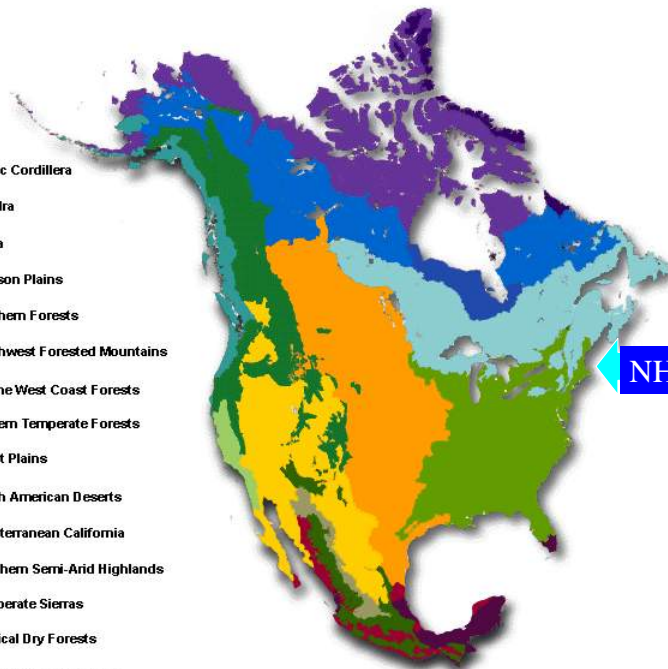 c Cordillera
ra
a
son Plains
hern Forests
hwest Forested Mountains
ne West Coast Forests
ern Temperate Forests
t Plains
h American Deserts
terranean California
hern Semi-Arid Highlands
perate Sierras
ical Dry Forests
NH